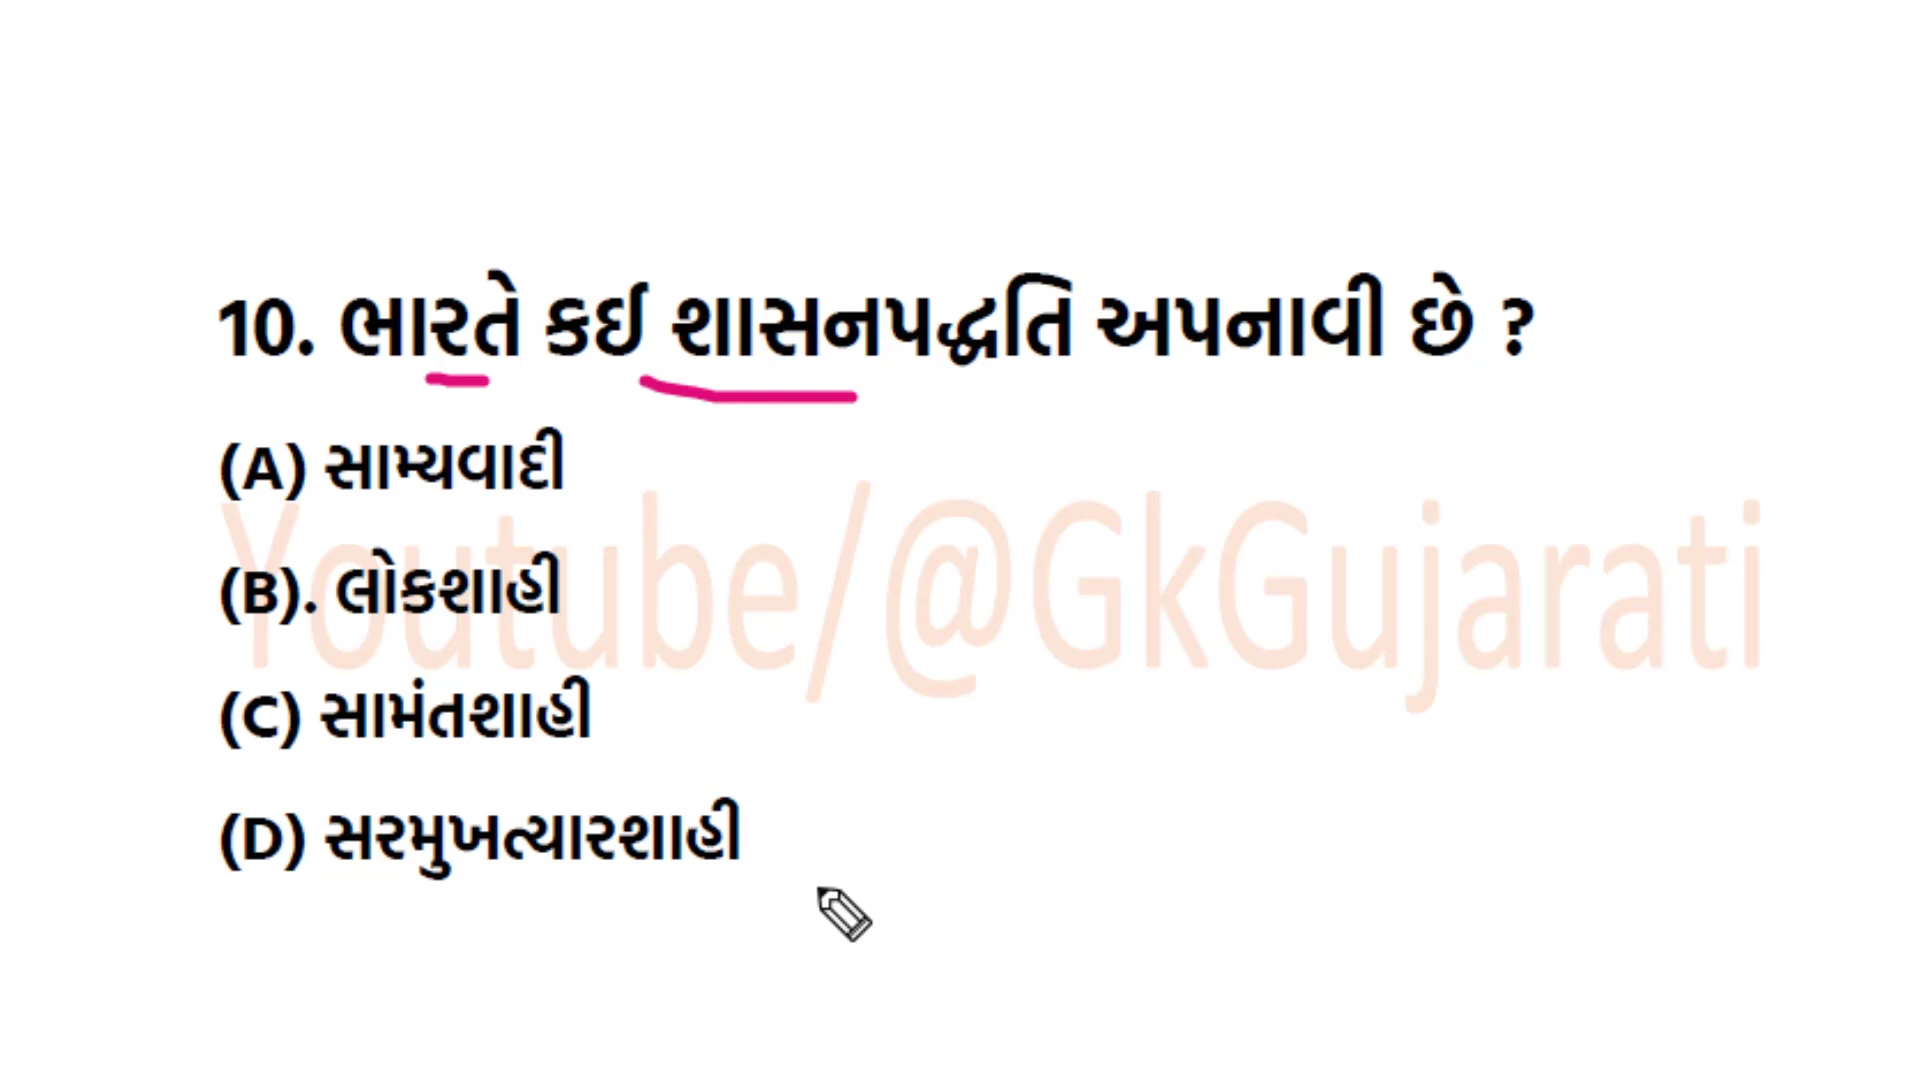 10. ભારતે કઈ શાસનપદ્ધતિ અપનાવી છે ?
(A) સામ્યવાદી
(B). લોકશાહી
Youtube/@GkGujarati
(C) સામંતશાહી
(D) સરમુખત્યારશાહી